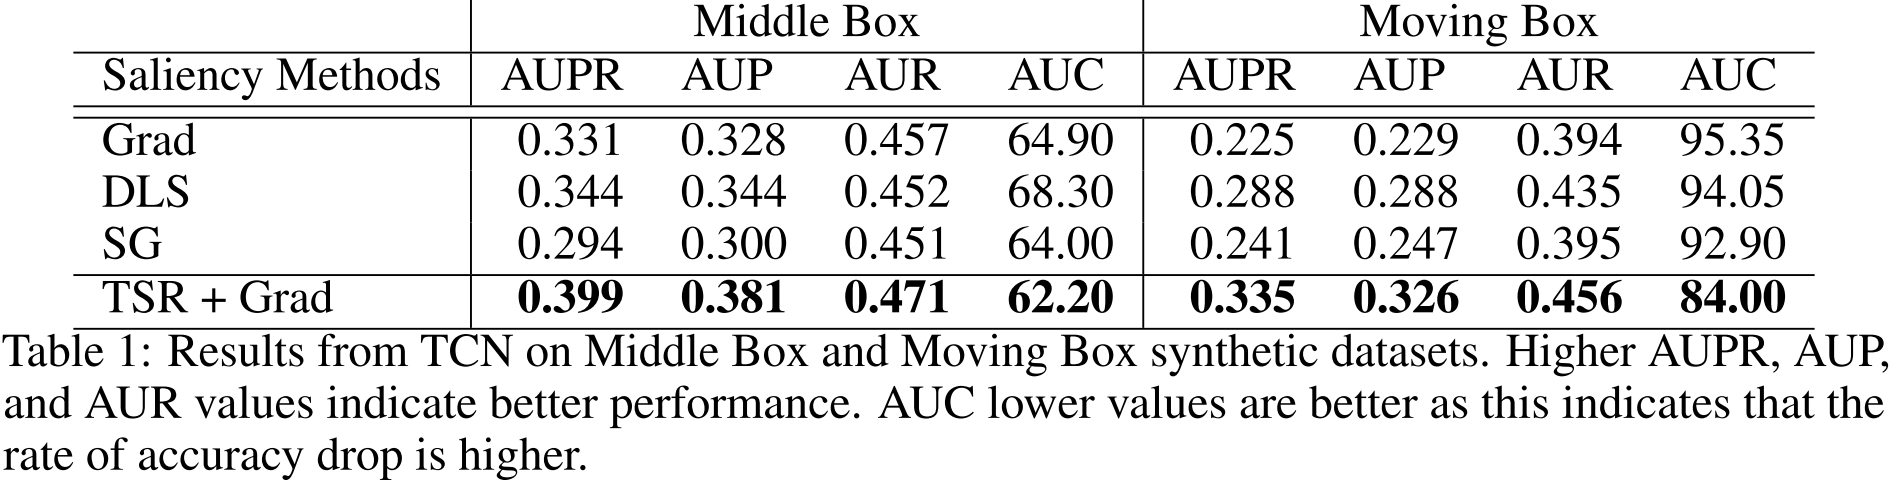 Middle Box Moving Box
Saliency Methods AUPR AUP AUR AUC AUPR AUP AUR AUC
Grad 0.331 0.328 0.457 64.90 0.225 0.229 0.394 95.35
DLS 0.344 0.344 0.452 68.30 0.288 0.288 0.435 94.05
SG 0.294 0.300 0.451 64.00 0.241 0.247 0.395 92.90
TSR + Grad 0.399 0.381 0.471 62.20 0.335 0.326 0.456 84.00
Table 1: Results from TCN on Middle Box and Moving Box synthetic datasets. Higher AUPR, AUP,
and AUR values indicate better performance. AUC lower values are better as this indicates that the
rate of accuracy drop is higher.